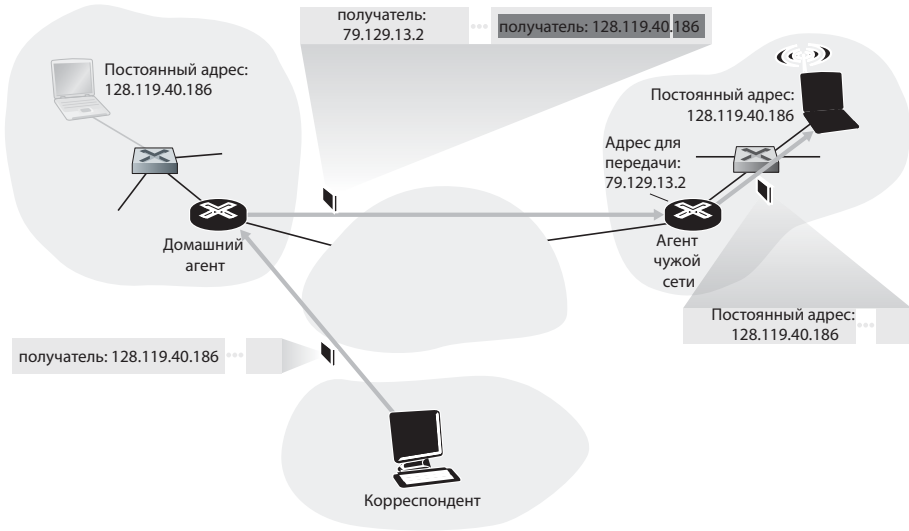 получатель:
79.129.13.2
получатель: 128.119.40.186
Постоянный адрес:
128.119.40.186
Постоянный адрес:
128.119.40.186
Адрес для
передачи:
79.129.13.2
Домашний
агент
Агент
чужой
сети
Постоянный адрес:
128.119.40.186
получатель: 128.119.40.186
Корреспондент